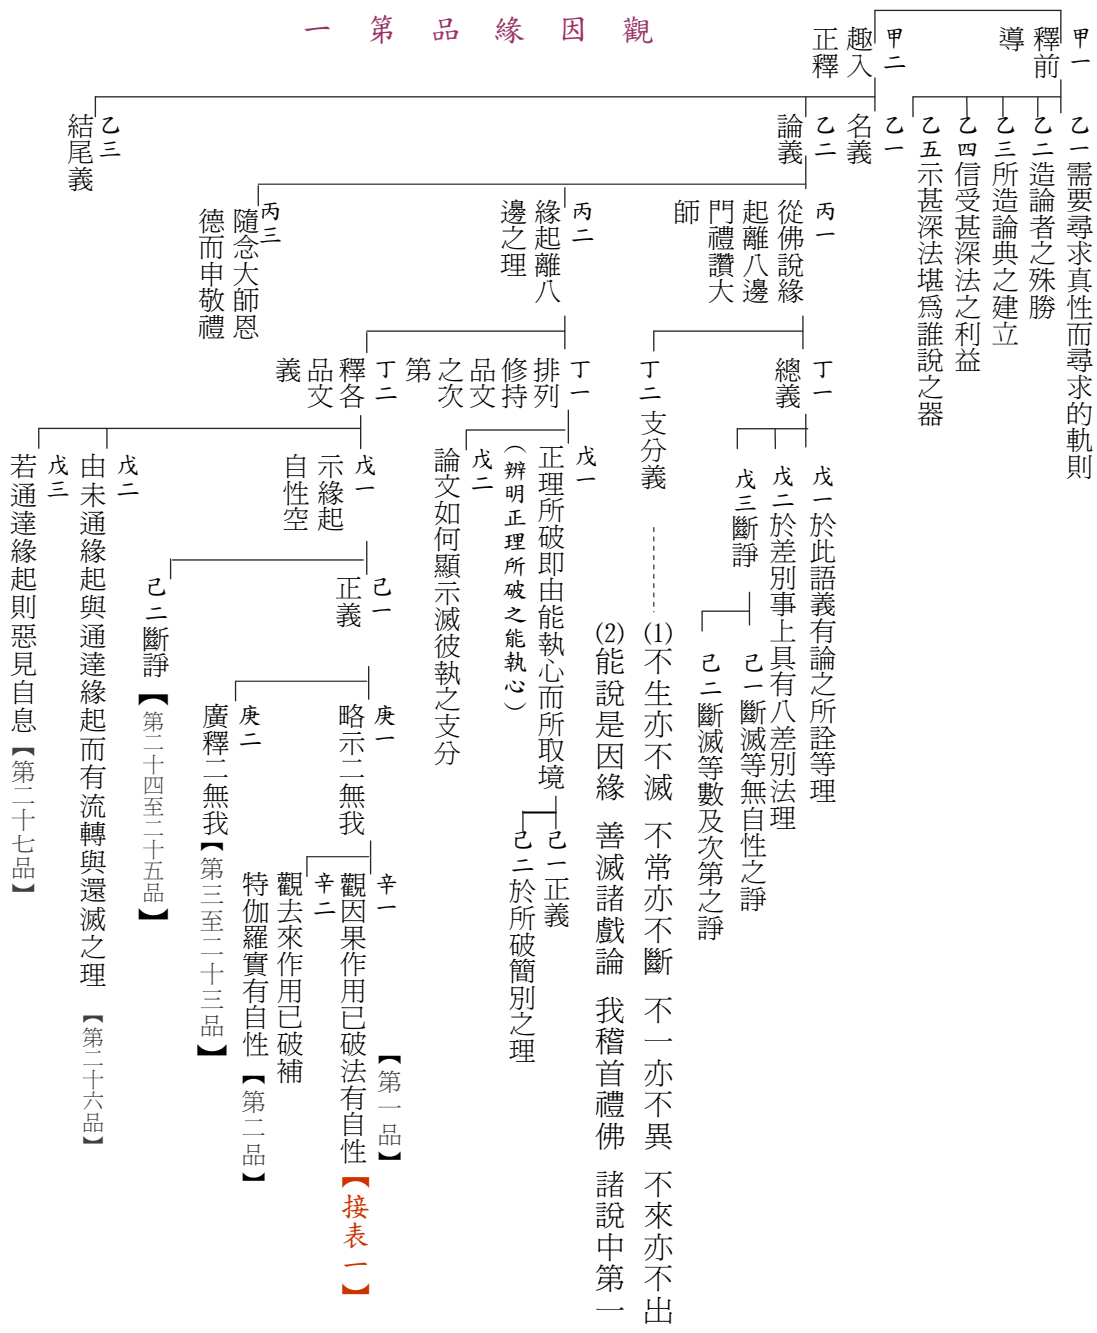 觀因緣品第一
甲一
釋前導
乙一需要尋求真性而尋求的軌則
乙二造論者之殊勝
乙三所造論典之建立
乙四信受甚深法之利益
乙五示甚深法堪為誰說之器
甲二
趣入正釋
乙一
名義
乙二
論義
丙一
從佛說緣起離八邊門禮讚大師
丁一
總義
戊一於此語義有論之所詮等理
戊二於差別事上具有八差別法理
戊三斷諍
己一斷滅等無自性之諍
己二斷滅等數及次第之諍
丁二支分義
⑴不生亦不滅 不常亦不斷 不一亦不異 不來亦不出
⑵能說是因緣 善滅諸戲論 我稽首禮佛 諸說中第一
丙二
緣起離八邊之理
丁一
排列修持品文之次第
戊一
正理所破即由能執心而所取境
（辨明正理所破之能執心）
己一正義
己二於所破簡別之理
戊二
論文如何顯示滅彼執之支分
丁二
釋各品文義
戊一
示緣起自性空
己一
正義
庚一
略示二無我
辛一
觀因果作用已破法有自性【接表一】
【第一品】
辛二
觀去來作用已破補特伽羅實有自性【第二品】
庚二
廣釋二無我【第三至二十三品】
己二斷諍【第二十四至二十五品】
戊二
由未通緣起與通達緣起而有流轉與還滅之理【第二十六品】
戊三
若通達緣起則惡見自息【第二十七品】
丙三
隨念大師恩德而申敬禮
乙三
結尾義